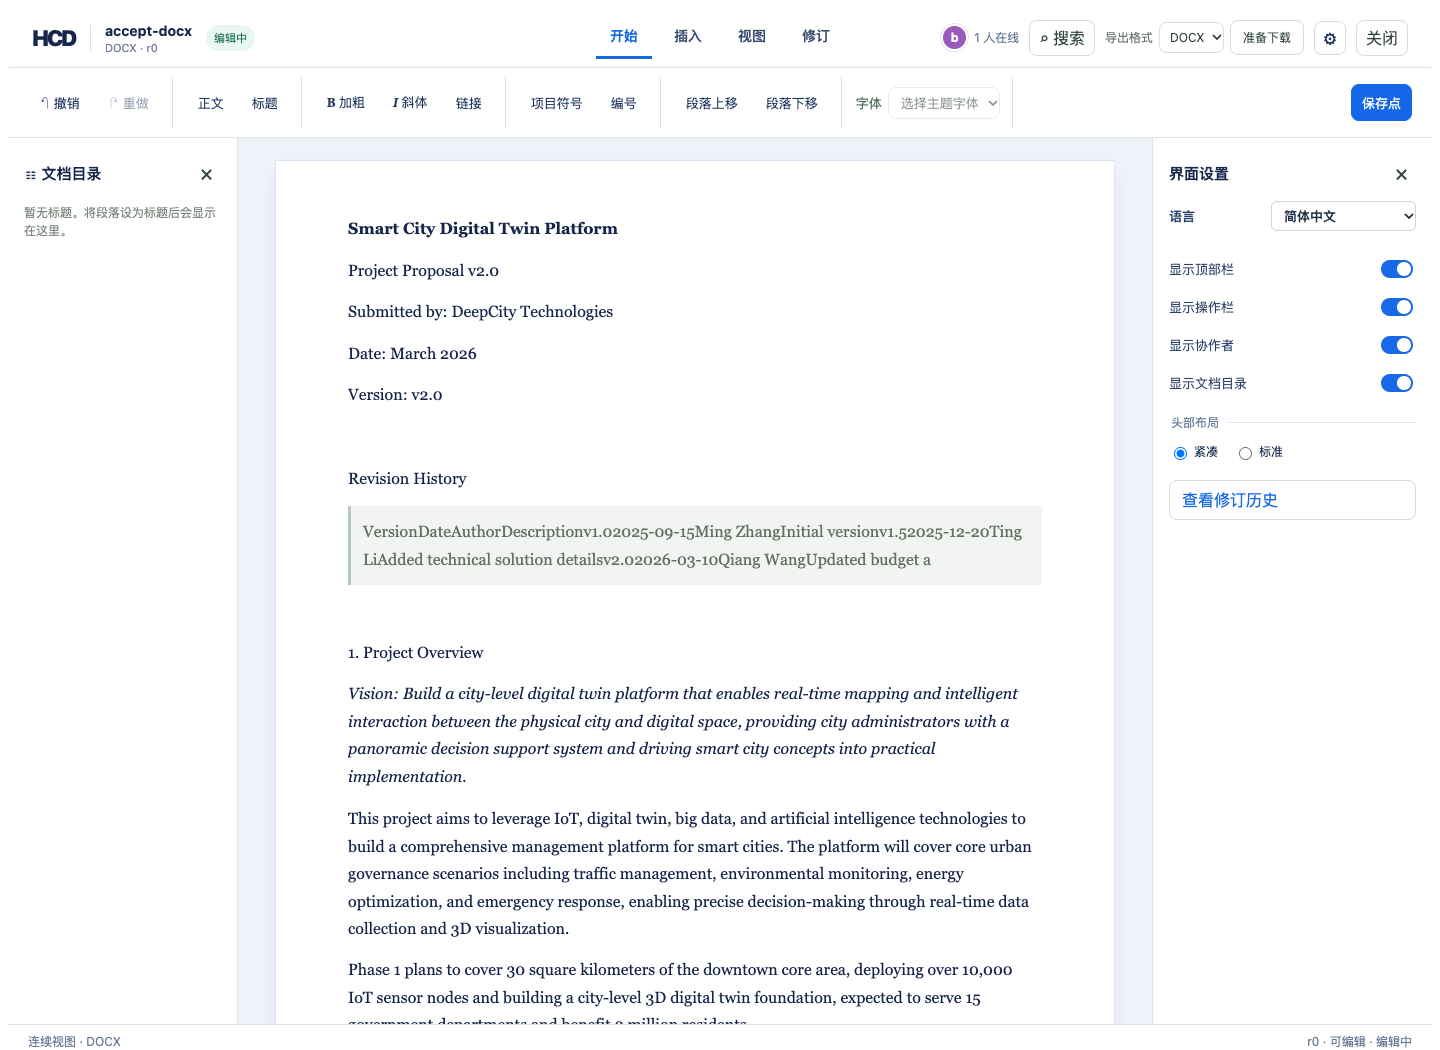 HCD
accept-docx
DOCX · r0
编辑中
开始 插入 视图 修订
b 1 人在线
搜索
导出格式 DOCX
准备下载
关闭
撤销 重做
正文 标题
B 加粗 I 斜体 链接
项目符号 编号
段落上移 段落下移
字体 选择主题字体
保存点
文档目录
暂无标题。将段落设为标题后会显示
在这里。
Smart City Digital Twin Platform
Project Proposal v2.0
Submitted by: DeepCity Technologies
Date: March 2026
Version: v2.0
Revision History
VersionDateAuthorDescriptionv1.02025-09-15Ming ZhangInitial versionv1.52025-12-20Ting
LiAdded technical solution detailsv2.02026-03-10Qiang WangUpdated budget a
1. Project Overview
Vision: Build a city-level digital twin platform that enables real-time mapping and intelligent
interaction between the physical city and digital space, providing city administrators with a
panoramic decision support system and driving smart city concepts into practical
implementation.
This project aims to leverage IoT, digital twin, big data, and artificial intelligence technologies to
build a comprehensive management platform for smart cities. The platform will cover core urban
governance scenarios including traffic management, environmental monitoring, energy
optimization, and emergency response, enabling precise decision-making through real-time data
collection and 3D visualization.
Phase 1 plans to cover 30 square kilometers of the downtown core area, deploying over 10,000
IoT sensor nodes and building a city-level 3D digital twin foundation, expected to serve 15
government departments and benefit 2 million residents.
界面设置
语言 简体中文
显示顶部栏
显示操作栏
显示协作者
显示文档目录
头部布局
紧凑 标准
查看修订历史
连续视图 · DOCX
r0 · 可编辑 · 编辑中